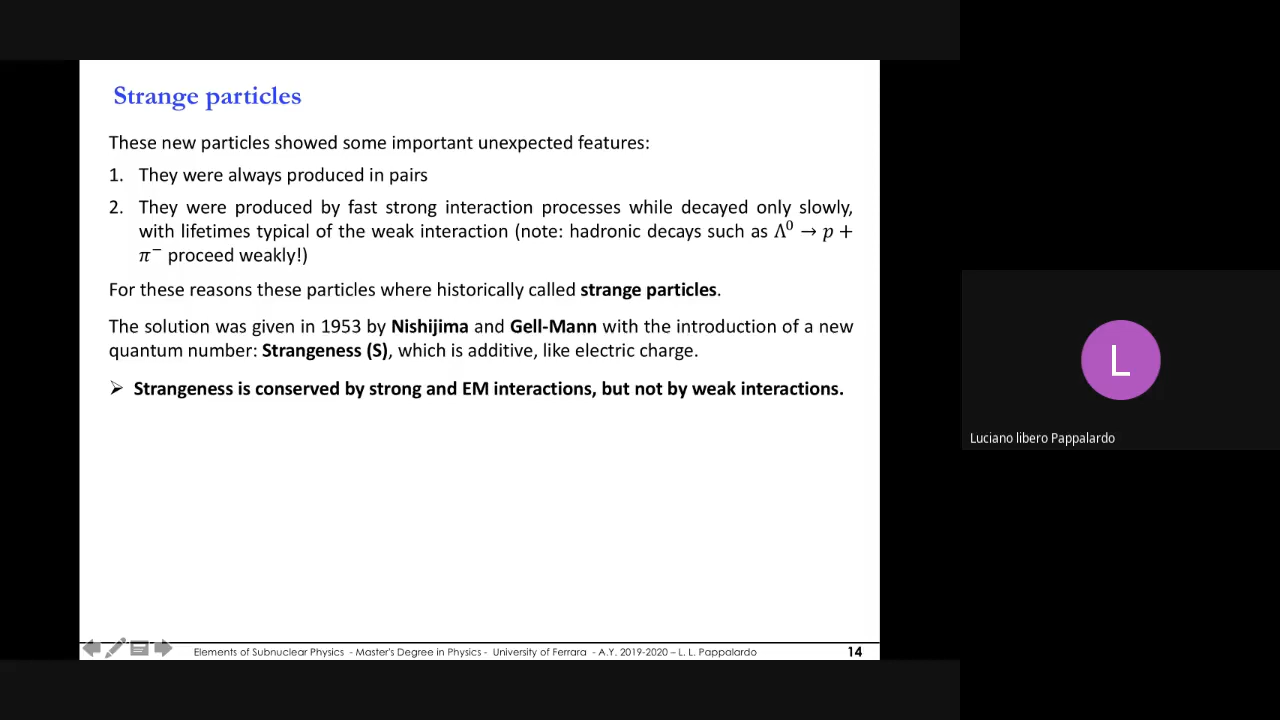 Strange particles
These new particles showed some important unexpected features:
1. They were always produced in pairs
2. They were produced by fast strong interaction processes while decayed only slowly,
with lifetimes typical of the weak interaction (note: hadronic decays such as Λ⁰ → p +
π⁻ proceed weakly!)
For these reasons these particles where historically called strange particles.
The solution was given in 1953 by Nishijima and Gell-Mann with the introduction of a new
quantum number: Strangeness (S), which is additive, like electric charge.
➢ Strangeness is conserved by strong and EM interactions, but not by weak interactions.
Elements of Subnuclear Physics - Master's Degree in Physics - University of Ferrara - A.Y. 2019-2020 – L. L. Pappalardo 14
L
Luciano libero Pappalardo